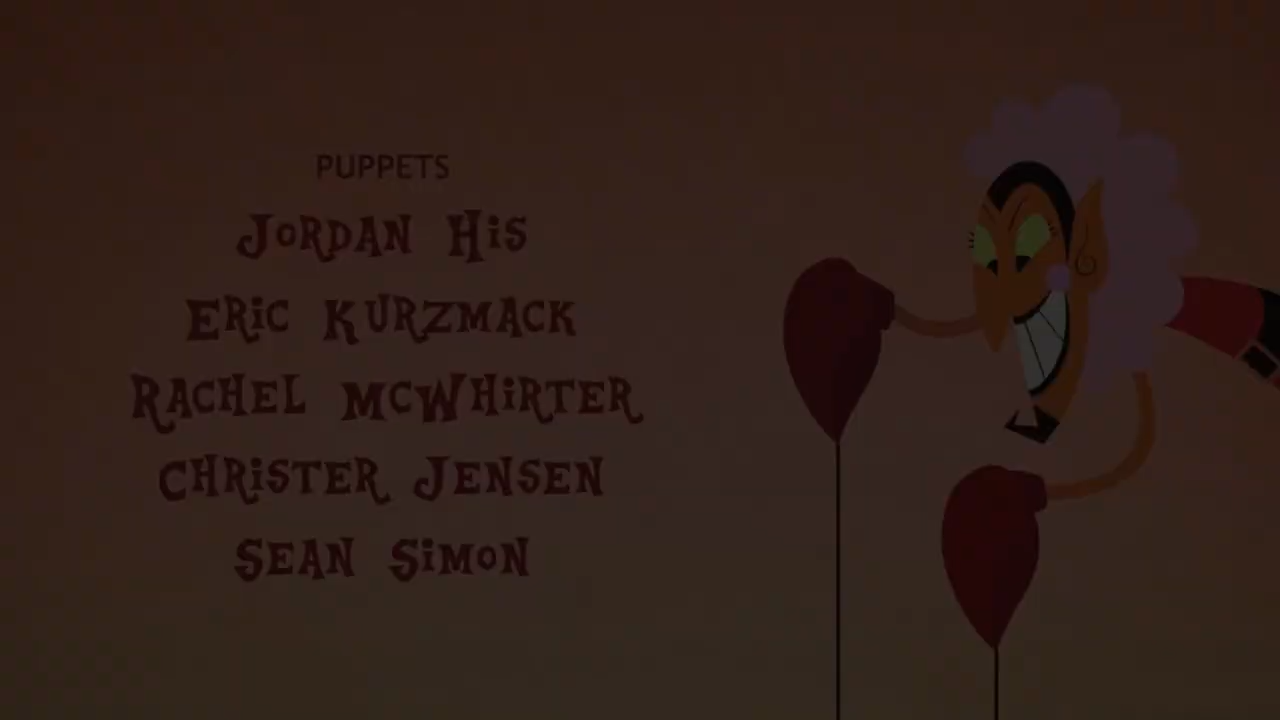 PUPPETS
JORDAN HiS
ERiC KURZMACK
RACHEL MCWHiRTER
CHRiSTER JENSEN
SEAN SiMON